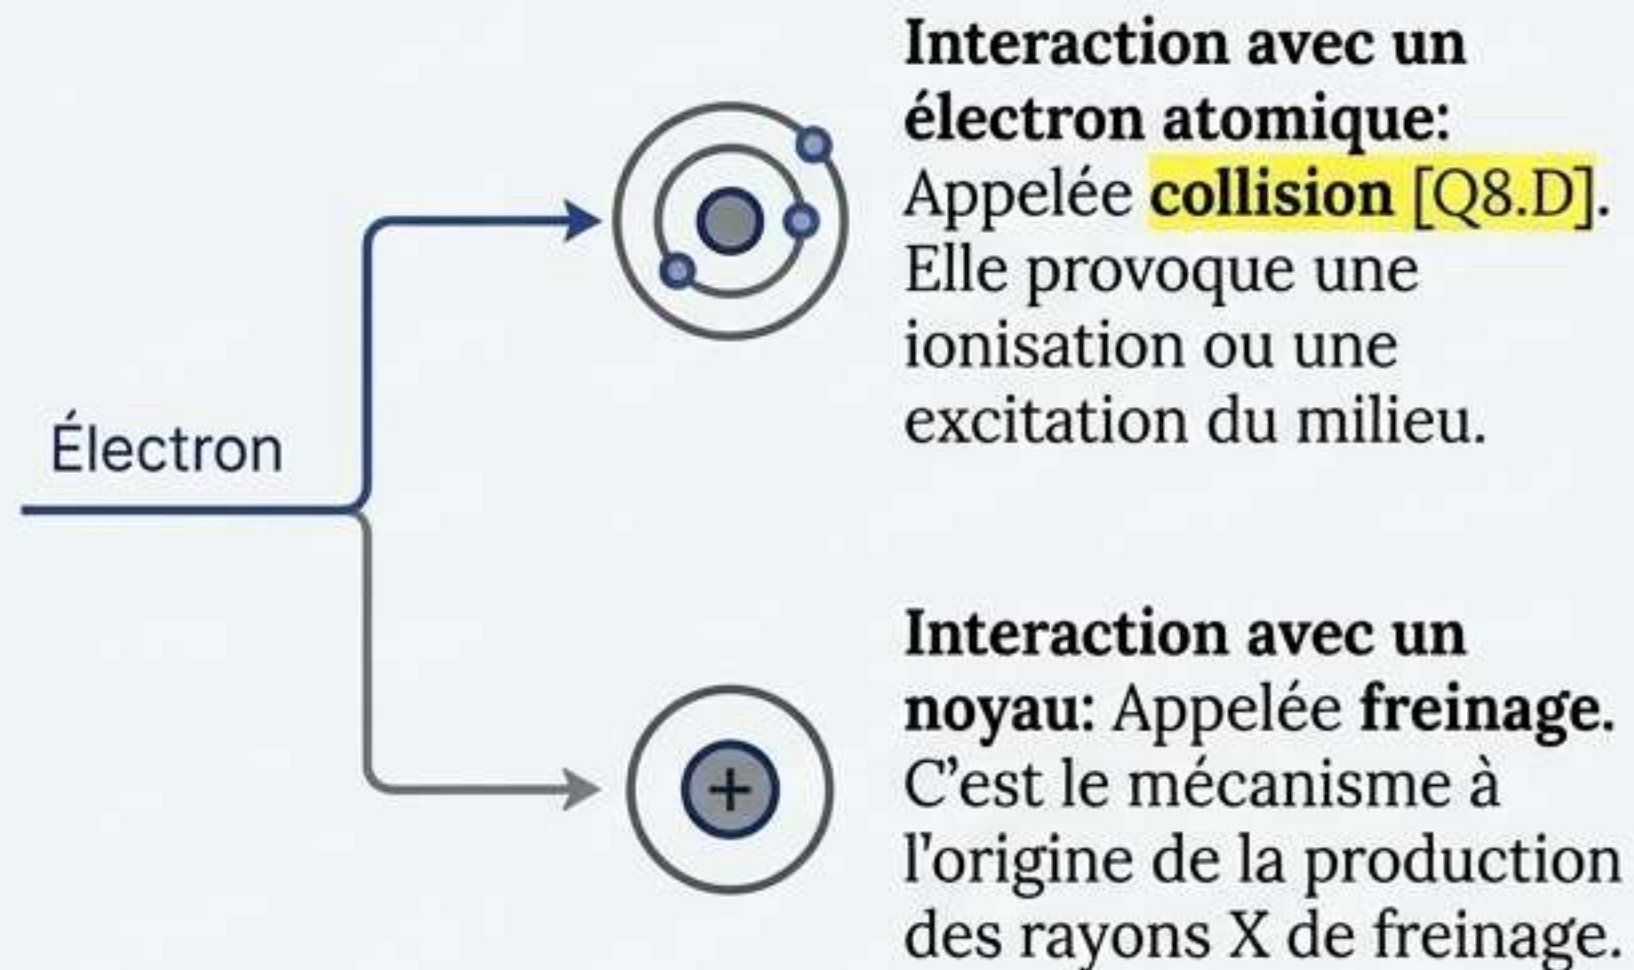 Interaction avec un
électron atomique:
Appelée collision [Q8.D].
Elle provoque une
ionisation ou une
excitation du milieu.
Électron
Interaction avec un
noyau: Appelée freinage.
C'est le mécanisme à
l'origine de la production
des rayons X de freinage.
+